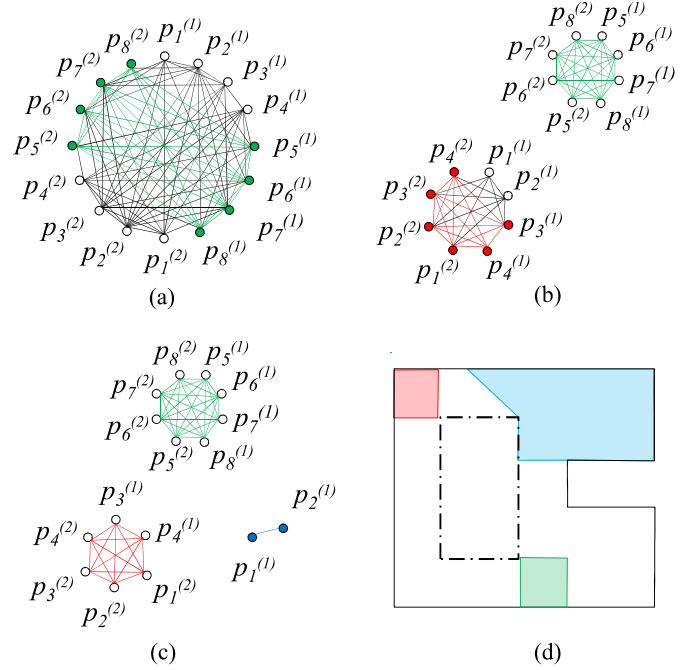 p₁⁽¹⁾
p₂⁽¹⁾
p₃⁽¹⁾
p₄⁽¹⁾
p₅⁽¹⁾
p₆⁽¹⁾
p₇⁽¹⁾
p₈⁽¹⁾
p₁⁽²⁾
p₂⁽²⁾
p₃⁽²⁾
p₄⁽²⁾
p₅⁽²⁾
p₆⁽²⁾
p₇⁽²⁾
p₈⁽²⁾
(a)
p₈⁽²⁾
p₅⁽¹⁾
p₆⁽¹⁾
p₇⁽¹⁾
p₈⁽¹⁾
p₅⁽²⁾
p₆⁽²⁾
p₇⁽²⁾
p₄⁽²⁾
p₁⁽¹⁾
p₂⁽¹⁾
p₃⁽¹⁾
p₄⁽¹⁾
p₁⁽²⁾
p₂⁽²⁾
p₃⁽²⁾
(b)
p₈⁽²⁾
p₅⁽¹⁾
p₆⁽¹⁾
p₇⁽¹⁾
p₈⁽¹⁾
p₅⁽²⁾
p₆⁽²⁾
p₇⁽²⁾
p₃⁽¹⁾
p₄⁽¹⁾
p₁⁽²⁾
p₂⁽²⁾
p₃⁽²⁾
p₄⁽²⁾
p₂⁽¹⁾
p₁⁽¹⁾
(c)
(d)